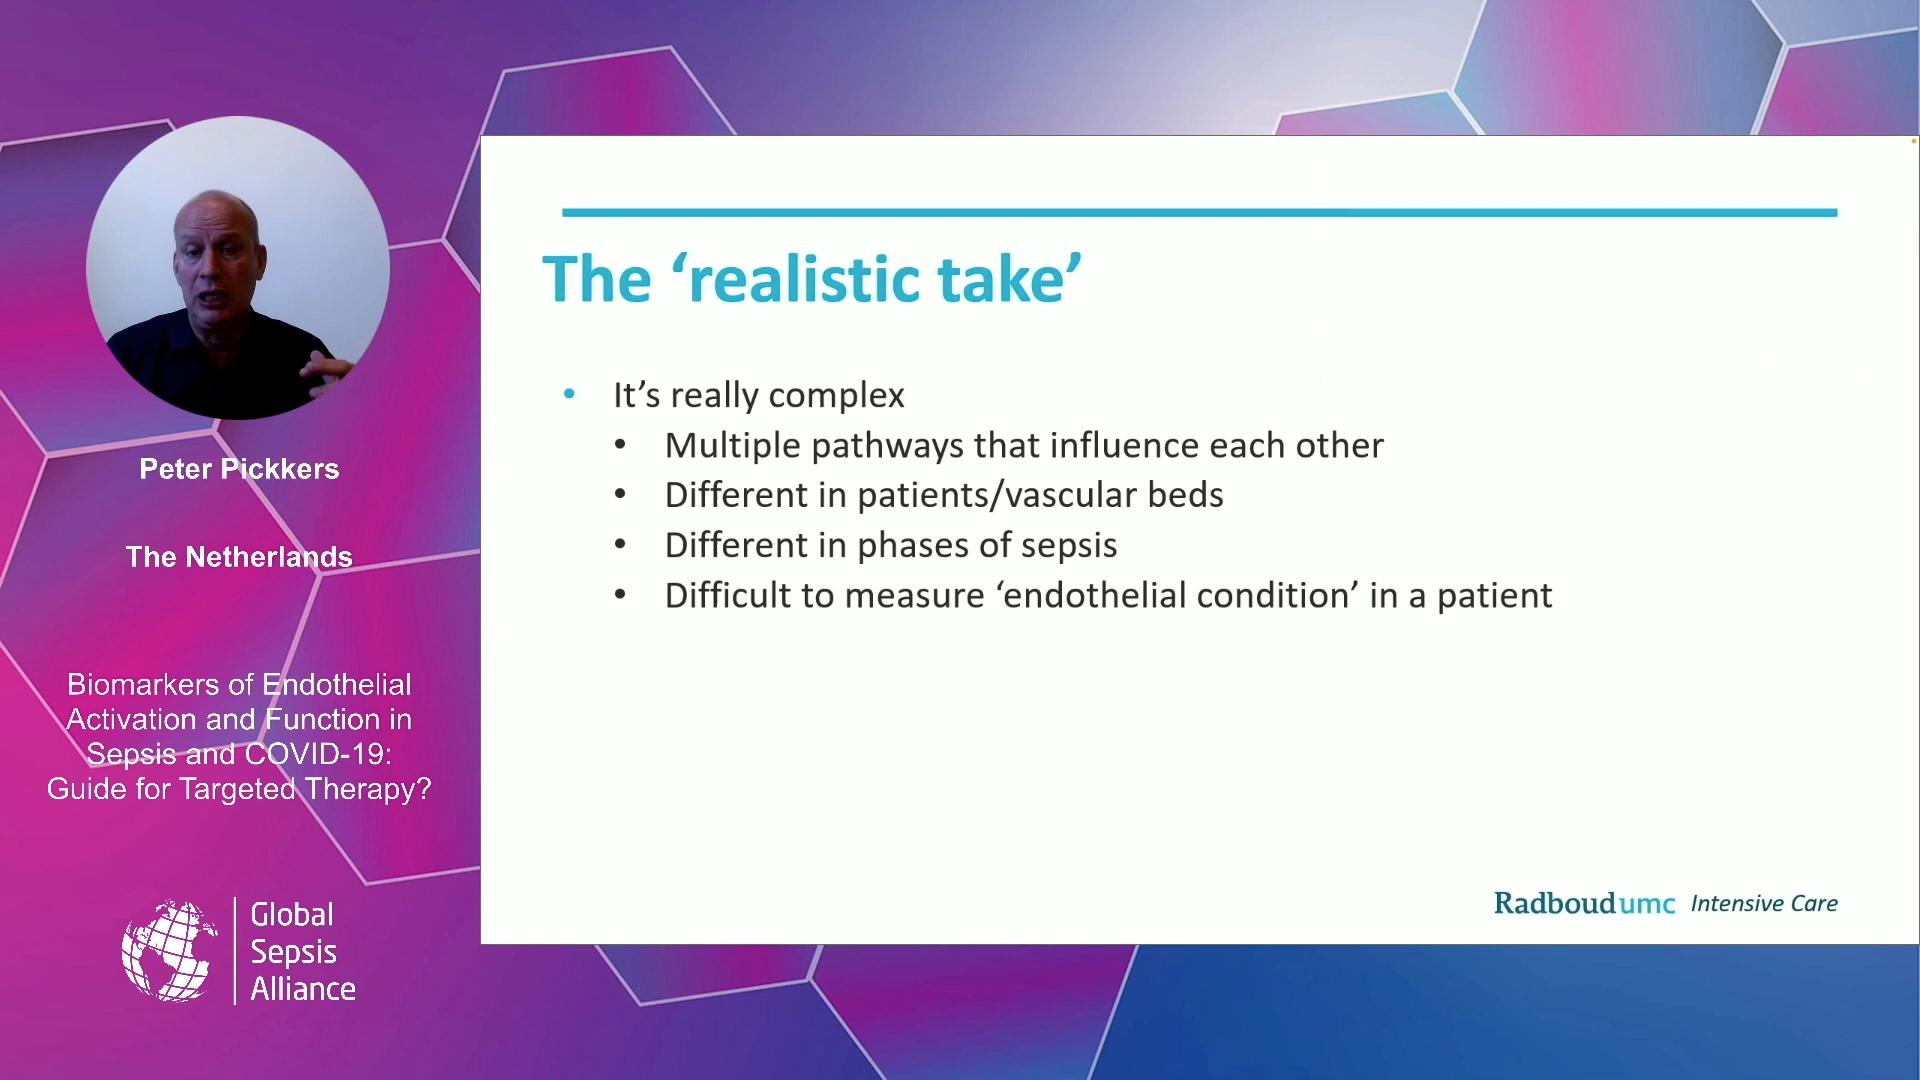 Peter Pickkers
The Netherlands
Biomarkers of Endothelial
Activation and Function in
Sepsis and COVID-19:
Guide for Targeted Therapy?
Global
Sepsis
Alliance
The ‘realistic take’
• It’s really complex
• Multiple pathways that influence each other
• Different in patients/vascular beds
• Different in phases of sepsis
• Difficult to measure ‘endothelial condition’ in a patient
Radboudumc Intensive Care